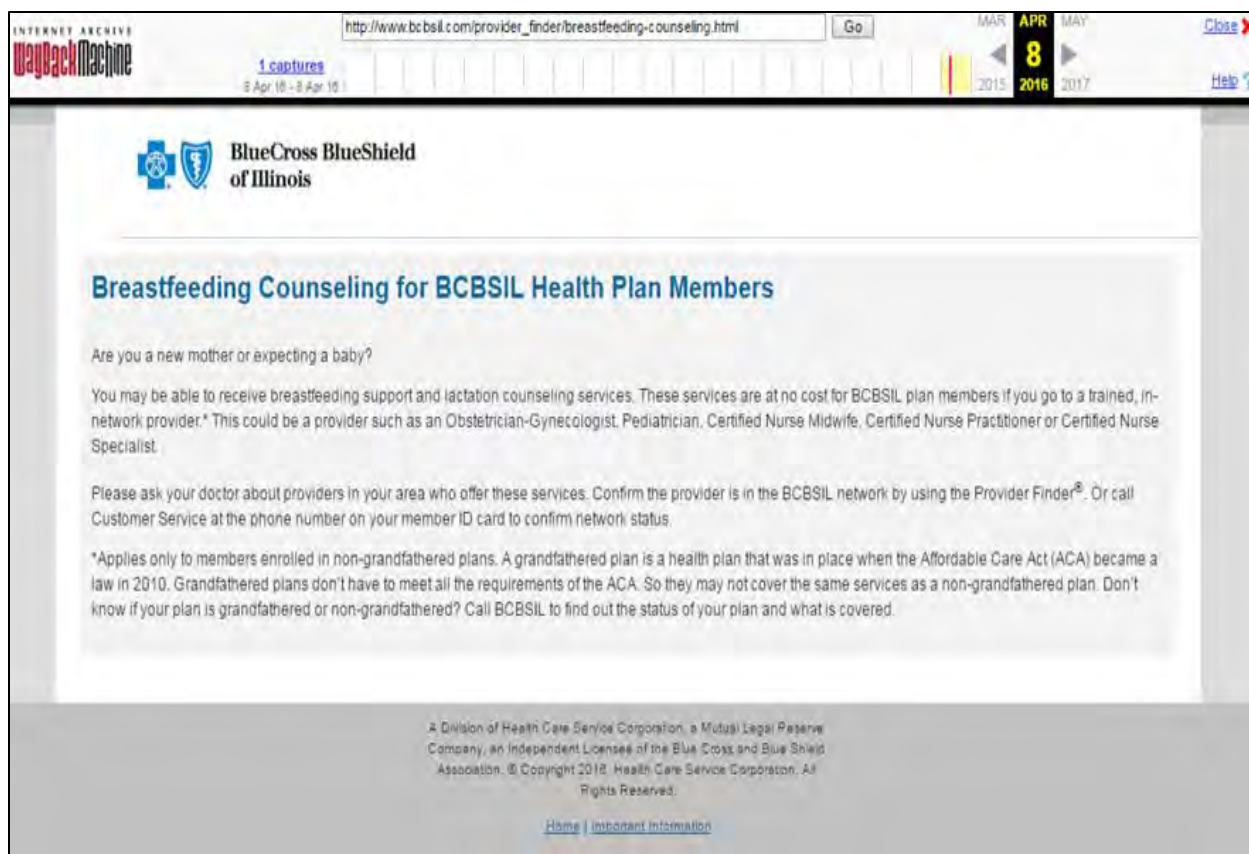 INTERNET ARCHIVE
WayBackMachine
http://www.bcbsil.com/provider_finder/breastfeeding-counseling.html
Go
1 captures
8 Apr 16 - 8 Apr 16
MAR APR MAY
8
2015 2016 2017
Close
Help
BlueCross BlueShield
of Illinois
Breastfeeding Counseling for BCBSIL Health Plan Members
Are you a new mother or expecting a baby?
You may be able to receive breastfeeding support and lactation counseling services. These services are at no cost for BCBSIL plan members if you go to a trained, in-
network provider.* This could be a provider such as an Obstetrician-Gynecologist, Pediatrician, Certified Nurse Midwife, Certified Nurse Practitioner or Certified Nurse
Specialist.
Please ask your doctor about providers in your area who offer these services. Confirm the provider is in the BCBSIL network by using the Provider Finder®. Or call
Customer Service at the phone number on your member ID card to confirm network status.
*Applies only to members enrolled in non-grandfathered plans. A grandfathered plan is a health plan that was in place when the Affordable Care Act (ACA) became a
law in 2010. Grandfathered plans don't have to meet all the requirements of the ACA. So they may not cover the same services as a non-grandfathered plan. Don't
know if your plan is grandfathered or non-grandfathered? Call BCBSIL to find out the status of your plan and what is covered.
A Division of Health Care Service Corporation, a Mutual Legal Reserve
Company, an Independent Licensee of the Blue Cross and Blue Shield
Association. © Copyright 2016. Health Care Service Corporation. All
Rights Reserved.
Home | Important Information